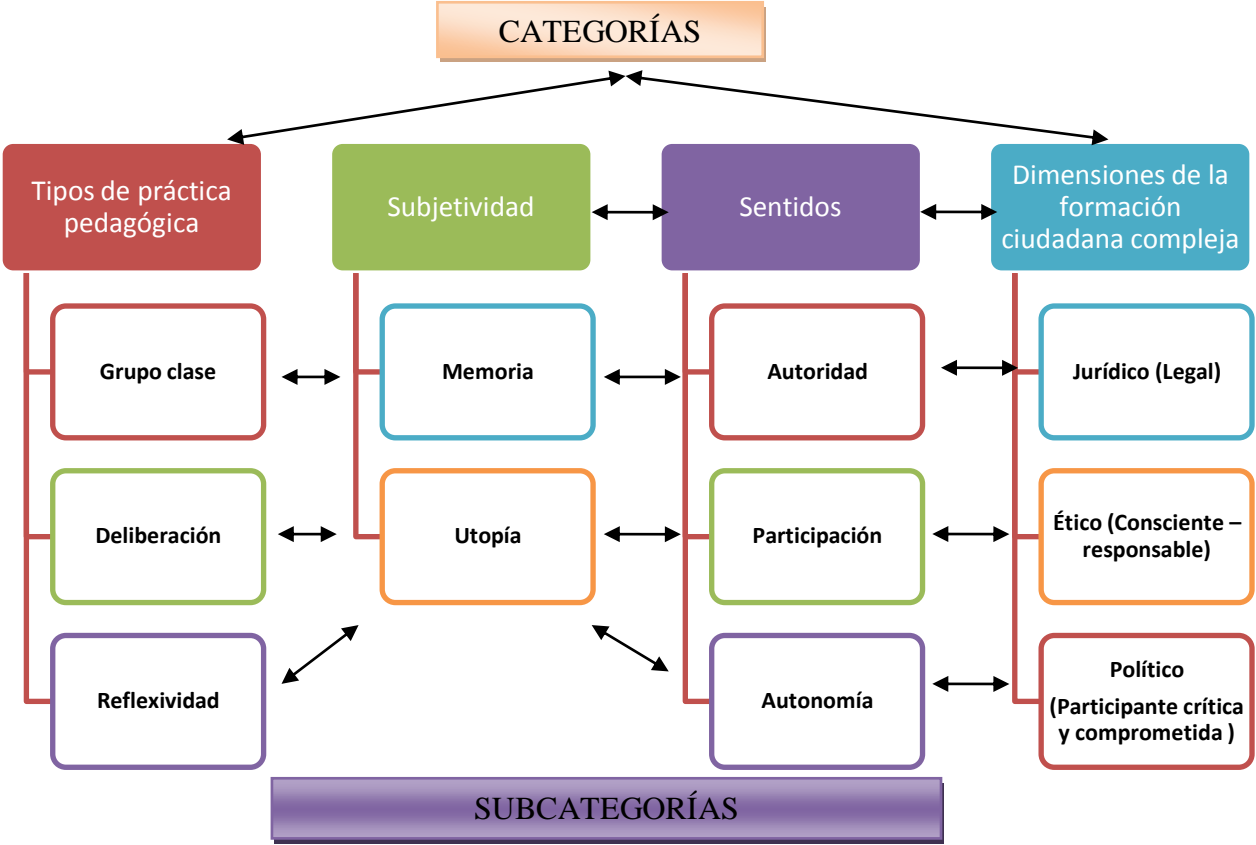 CATEGORÍAS
Tipos de práctica
pedagógica
Subjetividad
Sentidos
Dimensiones de la
formación
ciudadana compleja
Grupo clase
Memoria
Autoridad
Jurídico (Legal)
Deliberación
Utopía
Participación
Ético (Consciente –
responsable)
Reflexividad
Autonomía
Político
(Participante crítica
y comprometida )
SUBCATEGORÍAS